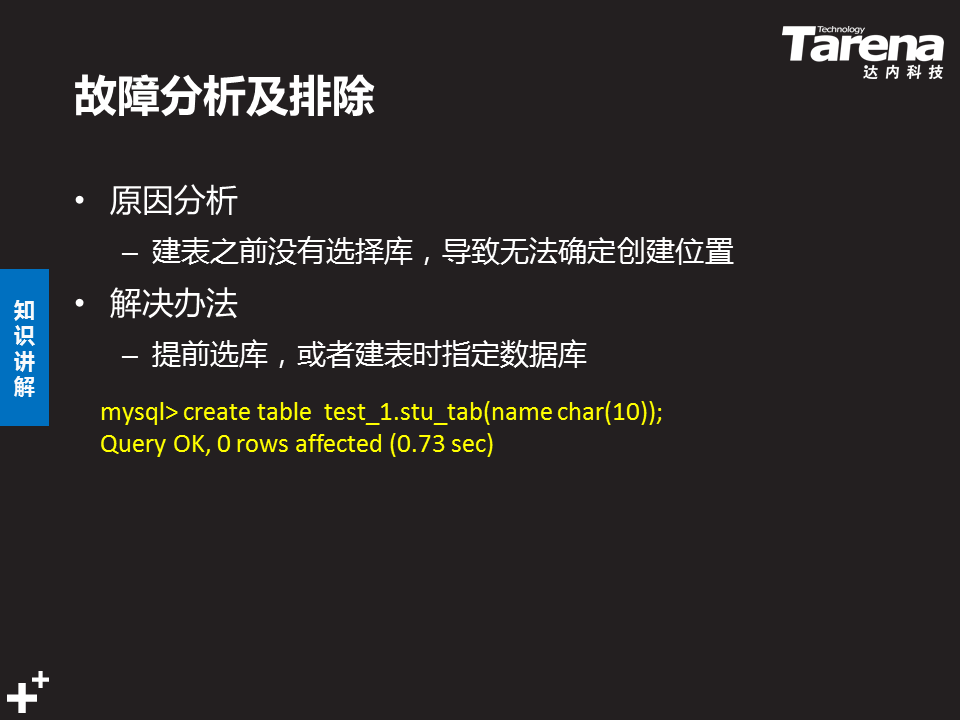 Technology
Tarena
达内科技
故障分析及排除
• 原因分析
– 建表之前没有选择库，导致无法确定创建位置
• 解决办法
– 提前选库，或者建表时指定数据库
知
识
讲
解
mysql> create table  test_1.stu_tab(name char(10));
Query OK, 0 rows affected (0.73 sec)